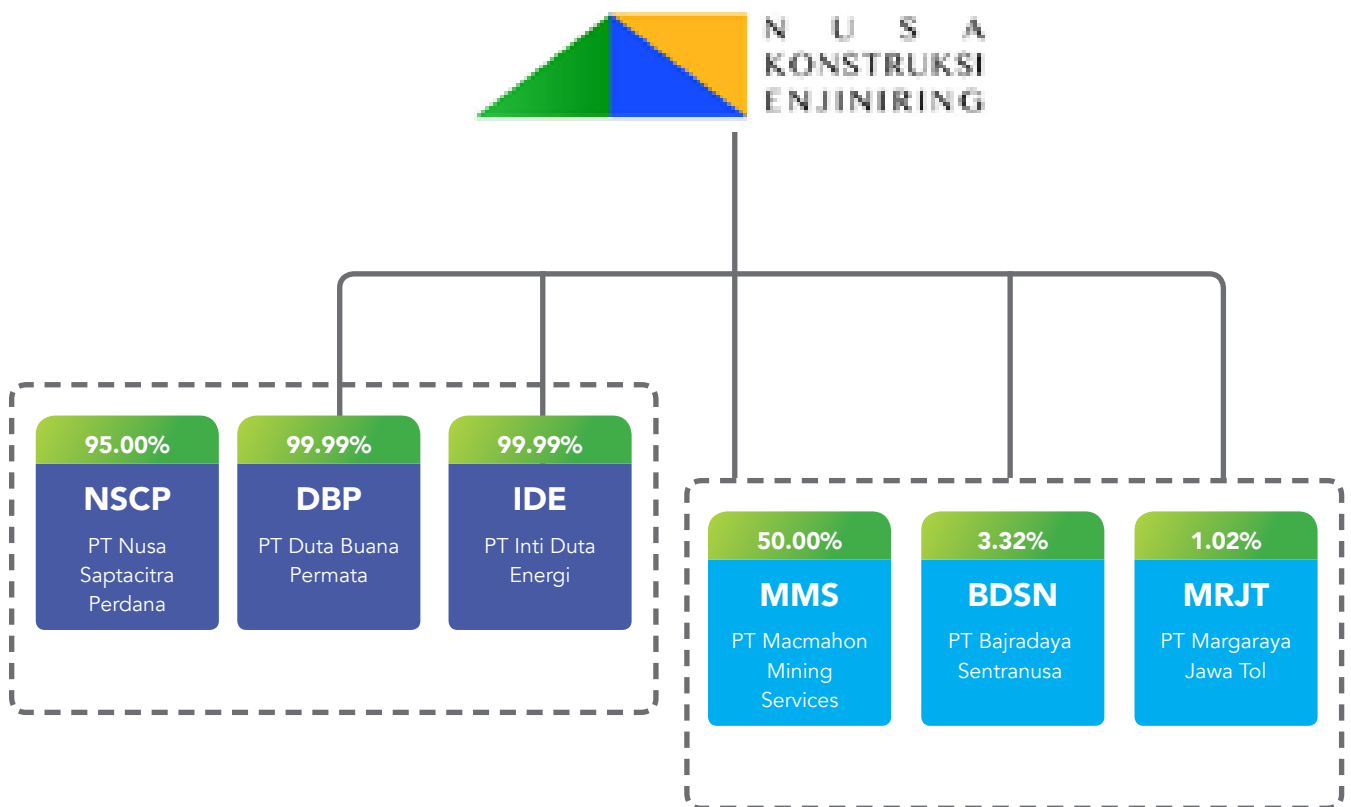 N U S A
KONSTRUKSI
ENJINIRING
95.00%
NSCP
PT Nusa
Saptacitra
Perdana
99.99%
DBP
PT Duta Buana
Permata
99.99%
IDE
PT Inti Duta
Energi
50.00%
MMS
PT Macmahon
Mining
Services
3.32%
BDSN
PT Bajradaya
Sentranusa
1.02%
MRJT
PT Margaraya
Jawa Tol